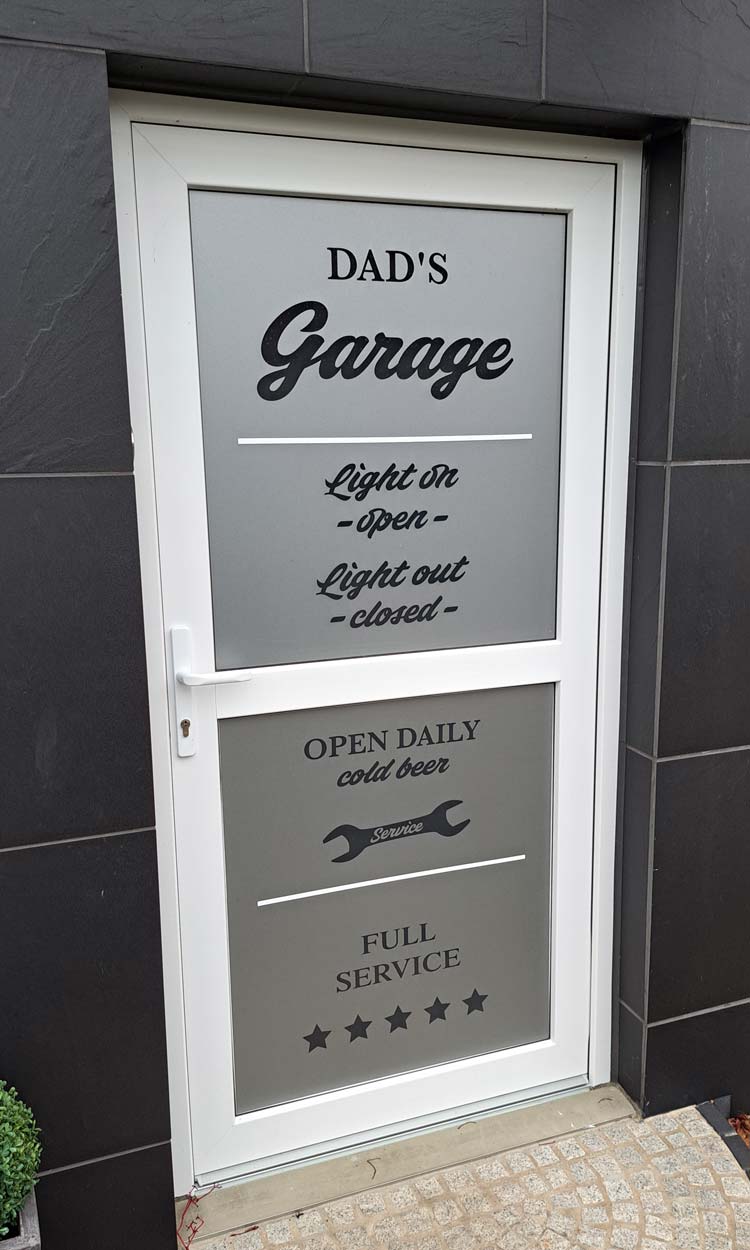 DAD'S
Garage
Light on
- open -
Light out
- closed -
OPEN DAILY
cold beer
Service
FULL
SERVICE